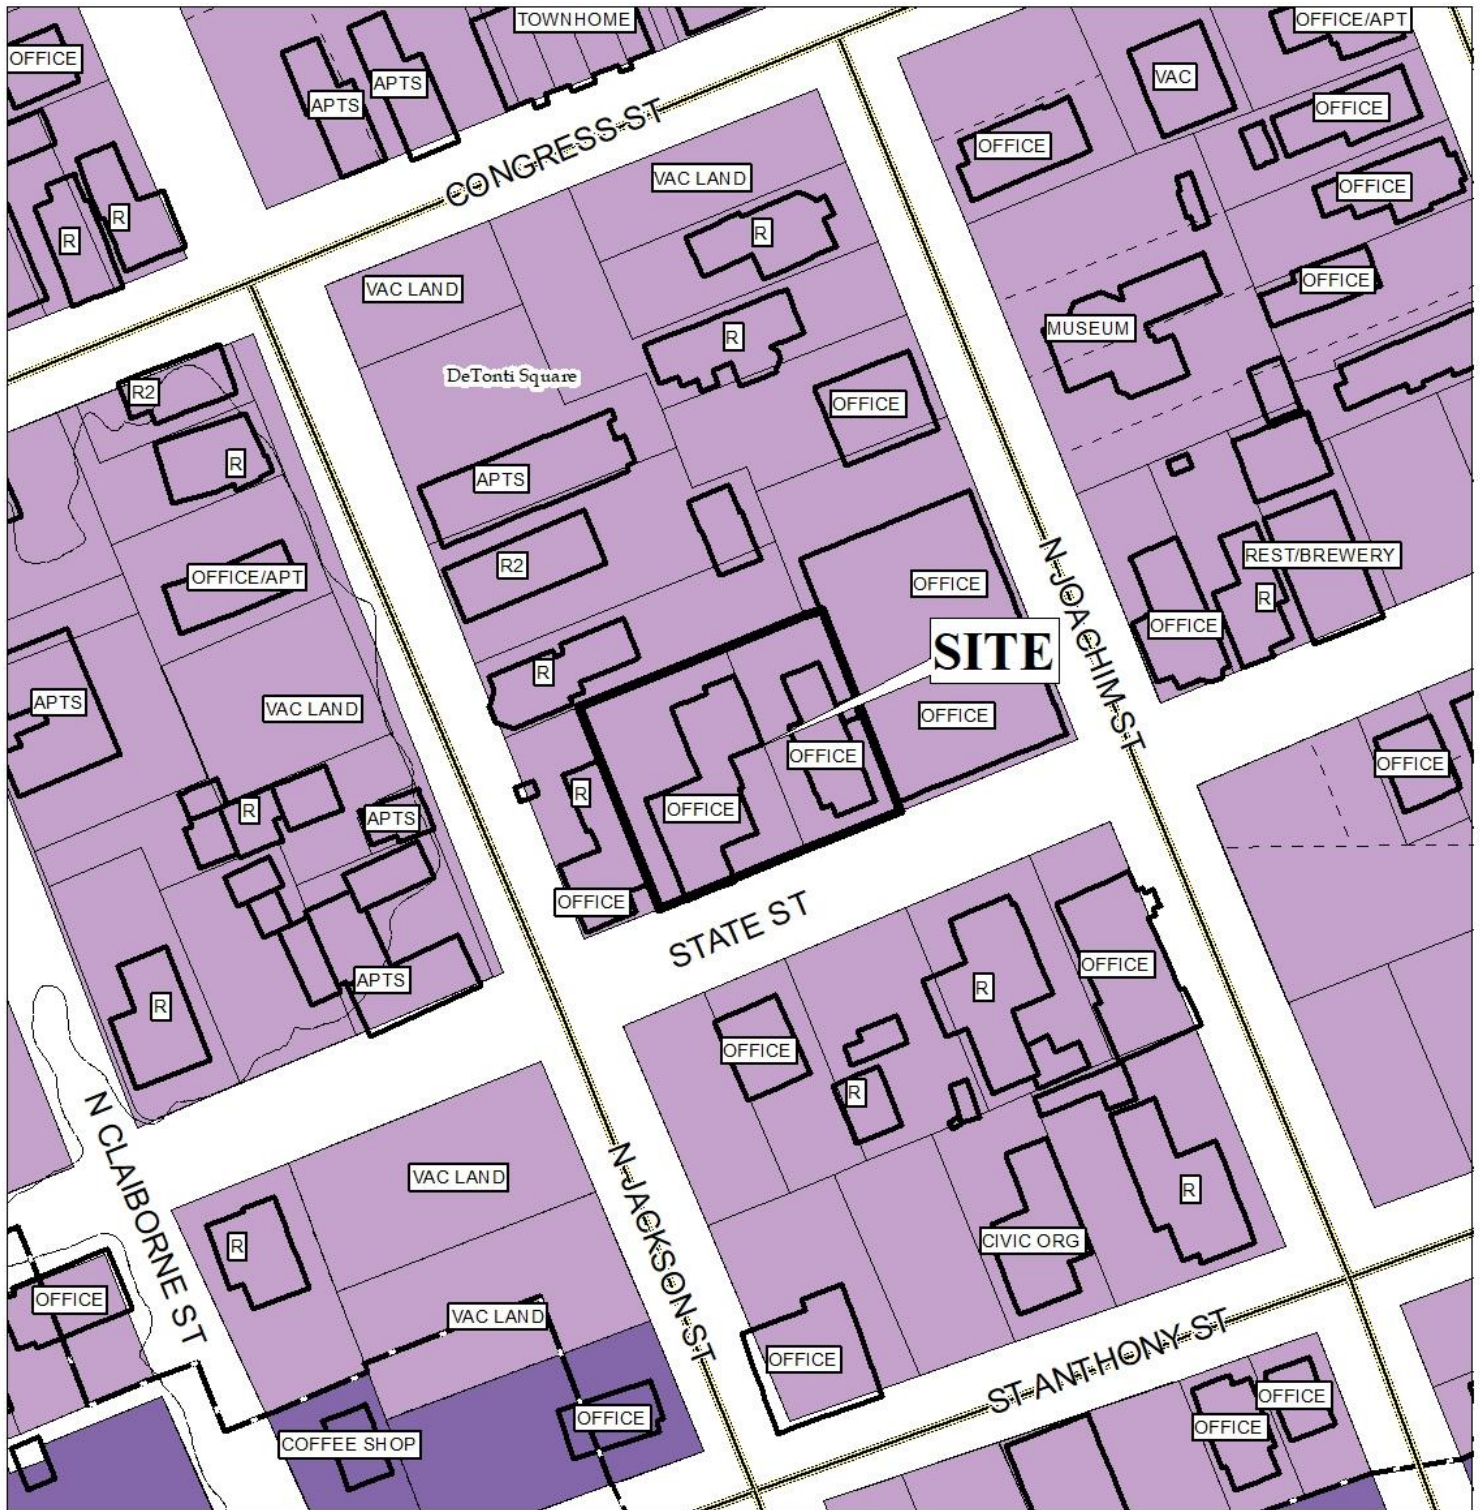 TOWNHOME
OFFICE/APT
OFFICE
APTS
APTS
VAC
OFFICE
CONGRESS ST
OFFICE
VAC LAND
OFFICE
R
R
R
VAC LAND
OFFICE
MUSEUM
R
DeTonti Square
R2
OFFICE
R
APTS
N JOACHIM ST
R2
REST/BREWERY
OFFICE/APT
OFFICE
R
OFFICE
SITE
R
APTS
VAC LAND
OFFICE
OFFICE
OFFICE
R
OFFICE
R
APTS
OFFICE
STATE ST
OFFICE
APTS
R
R
OFFICE
R
N CLAIBORNE ST
N JACKSON ST
VAC LAND
R
R
CIVIC ORG
OFFICE
VAC LAND
OFFICE
ST ANTHONY ST
OFFICE
OFFICE
OFFICE
COFFEE SHOP